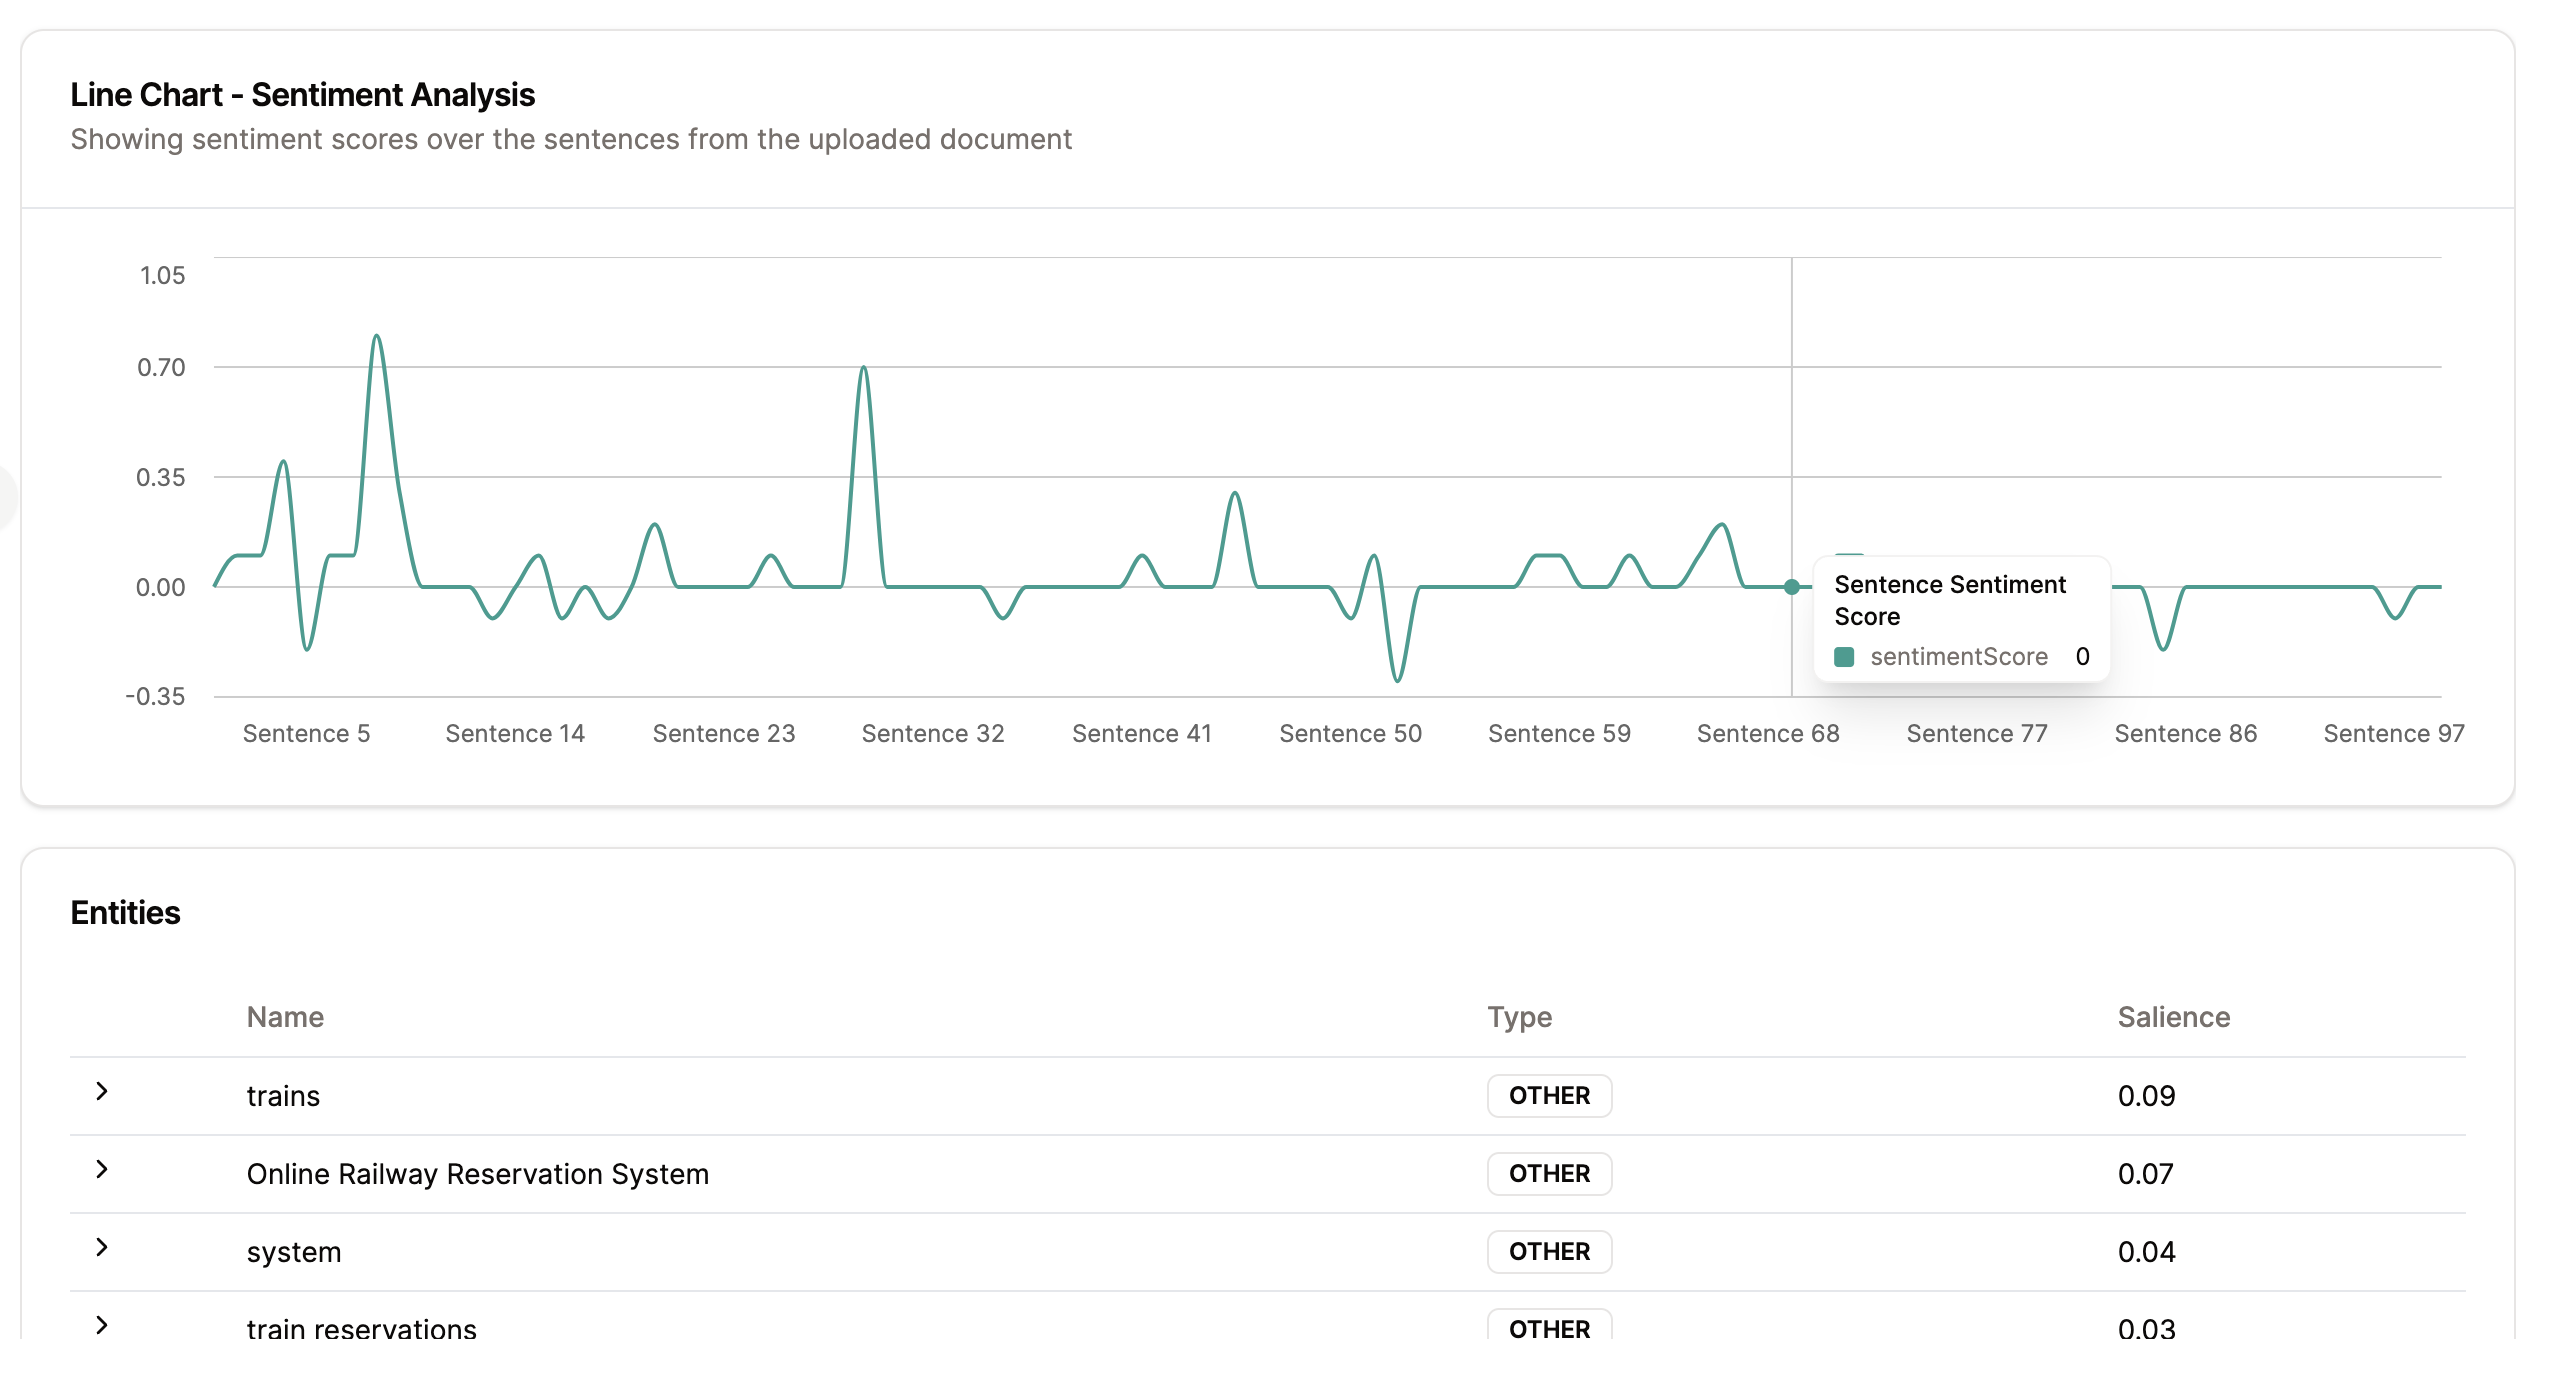 Line Chart - Sentiment Analysis
Showing sentiment scores over the sentences from the uploaded document
1.05
0.70
0.35
0.00
-0.35
Sentence Sentiment
Score
sentimentScore 0
Sentence 5 Sentence 14 Sentence 23 Sentence 32 Sentence 41 Sentence 50 Sentence 59 Sentence 68 Sentence 77 Sentence 86 Sentence 97
Entities
Name Type Salience
trains OTHER 0.09
Online Railway Reservation System OTHER 0.07
system OTHER 0.04
train reservations OTHER 0.03